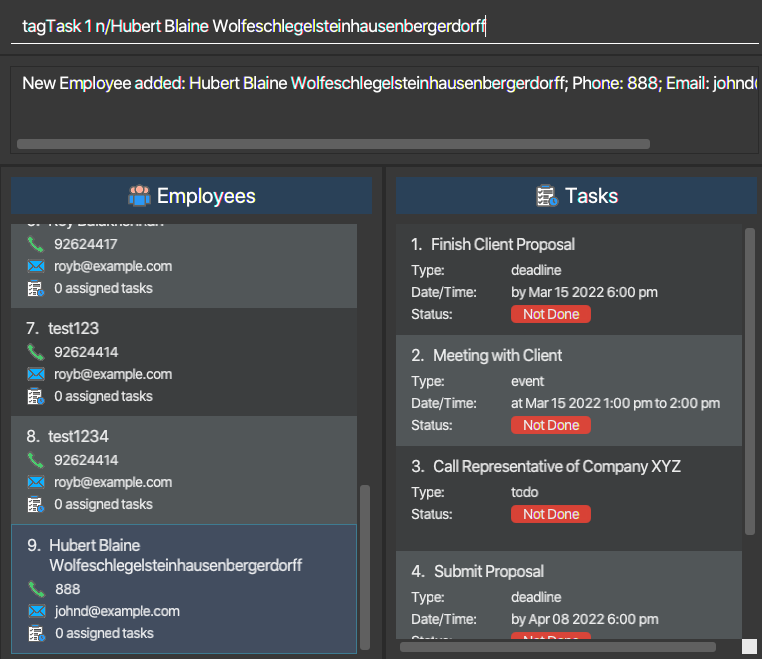 tagTask 1 n/Hubert Blaine Wolfeschlegelsteinhausenbergerdorff
New Employee added: Hubert Blaine Wolfeschlegelsteinhausenbergerdorff; Phone: 888; Email: johnd
Employees
92624417
royb@example.com
0 assigned tasks
7. test123
92624414
royb@example.com
0 assigned tasks
8. test1234
92624414
royb@example.com
0 assigned tasks
9. Hubert Blaine
Wolfeschlegelsteinhausenbergerdorff
888
johnd@example.com
0 assigned tasks
Tasks
1. Finish Client Proposal
Type: deadline
Date/Time: by Mar 15 2022 6:00 pm
Status: Not Done
2. Meeting with Client
Type: event
Date/Time: at Mar 15 2022 1:00 pm to 2:00 pm
Status: Not Done
3. Call Representative of Company XYZ
Type: todo
Status: Not Done
4. Submit Proposal
Type: deadline
Date/Time: by Apr 08 2022 6:00 pm
Status: Not Done